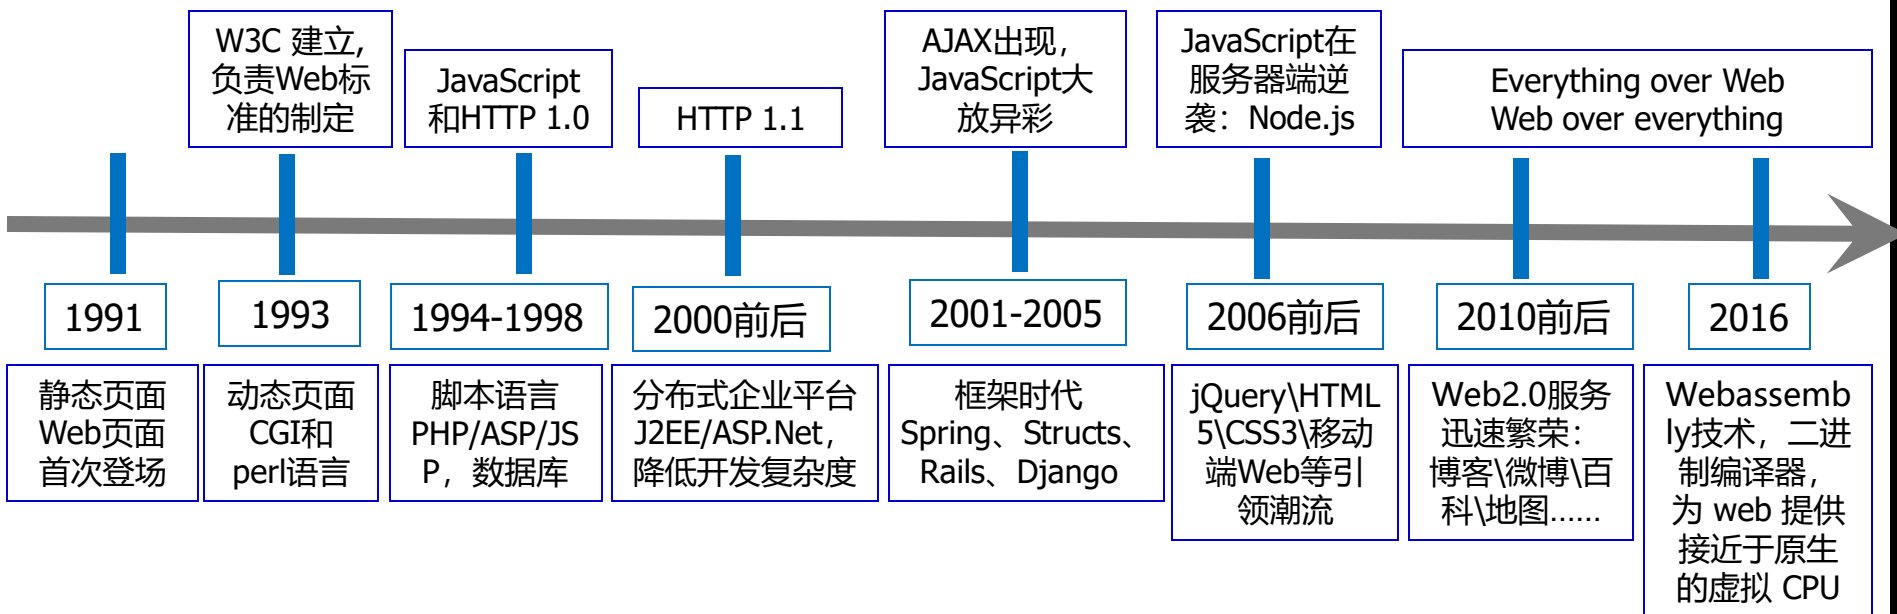 W3C 建立,
负责Web标
准的制定
JavaScript
和HTTP 1.0
HTTP 1.1
AJAX出现，
JavaScript大
放异彩
JavaScript在
服务器端逆
袭：Node.js
Everything over Web
Web over everything
1991
1993
1994-1998
2000前后
2001-2005
2006前后
2010前后
2016
静态页面
Web页面
首次登场
动态页面
CGI和
perl语言
脚本语言
PHP/ASP/JS
P，数据库
分布式企业平台
J2EE/ASP.Net，
降低开发复杂度
框架时代
Spring、Structs、
Rails、Django
jQuery\HTML
5\CSS3\移动
端Web等引
领潮流
Web2.0服务
迅速繁荣：
博客\微博\百
科\地图……
Webassemb
ly技术，二进
制编译器，
为 web 提供
接近于原生
的虚拟 CPU